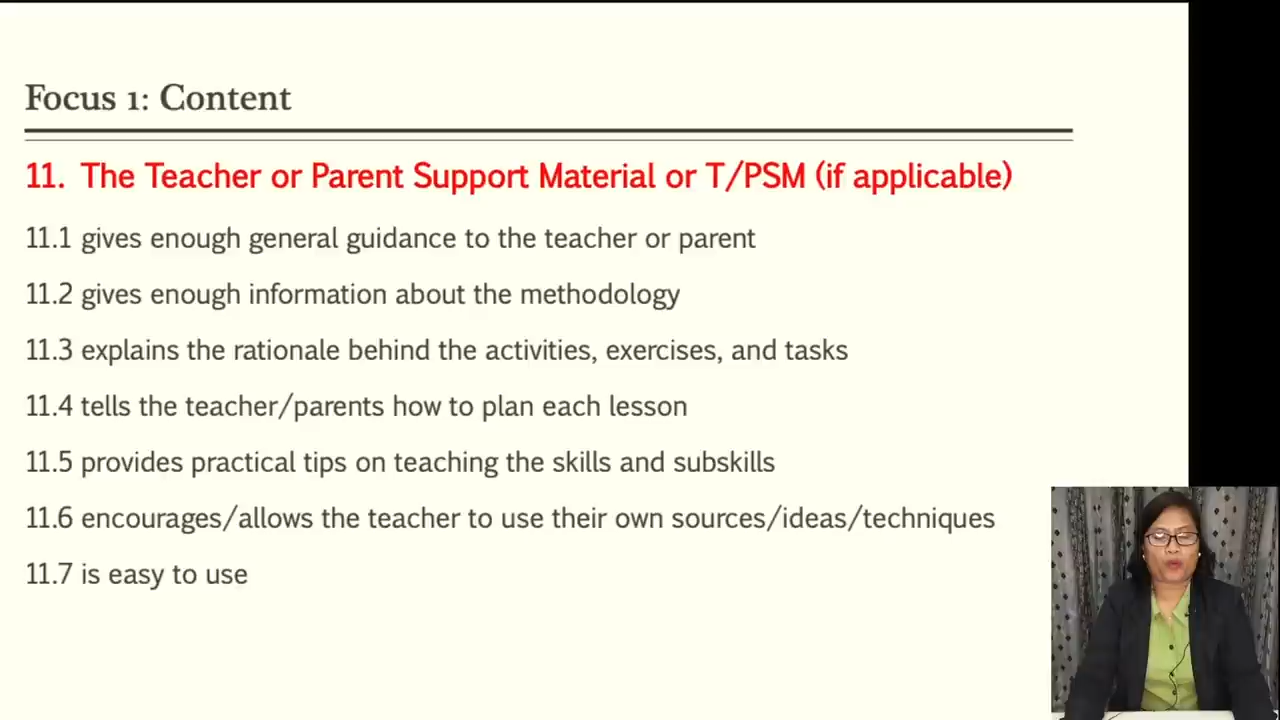 Focus 1: Content
11. The Teacher or Parent Support Material or T/PSM (if applicable)
11.1 gives enough general guidance to the teacher or parent
11.2 gives enough information about the methodology
11.3 explains the rationale behind the activities, exercises, and tasks
11.4 tells the teacher/parents how to plan each lesson
11.5 provides practical tips on teaching the skills and subskills
11.6 encourages/allows the teacher to use their own sources/ideas/techniques
11.7 is easy to use